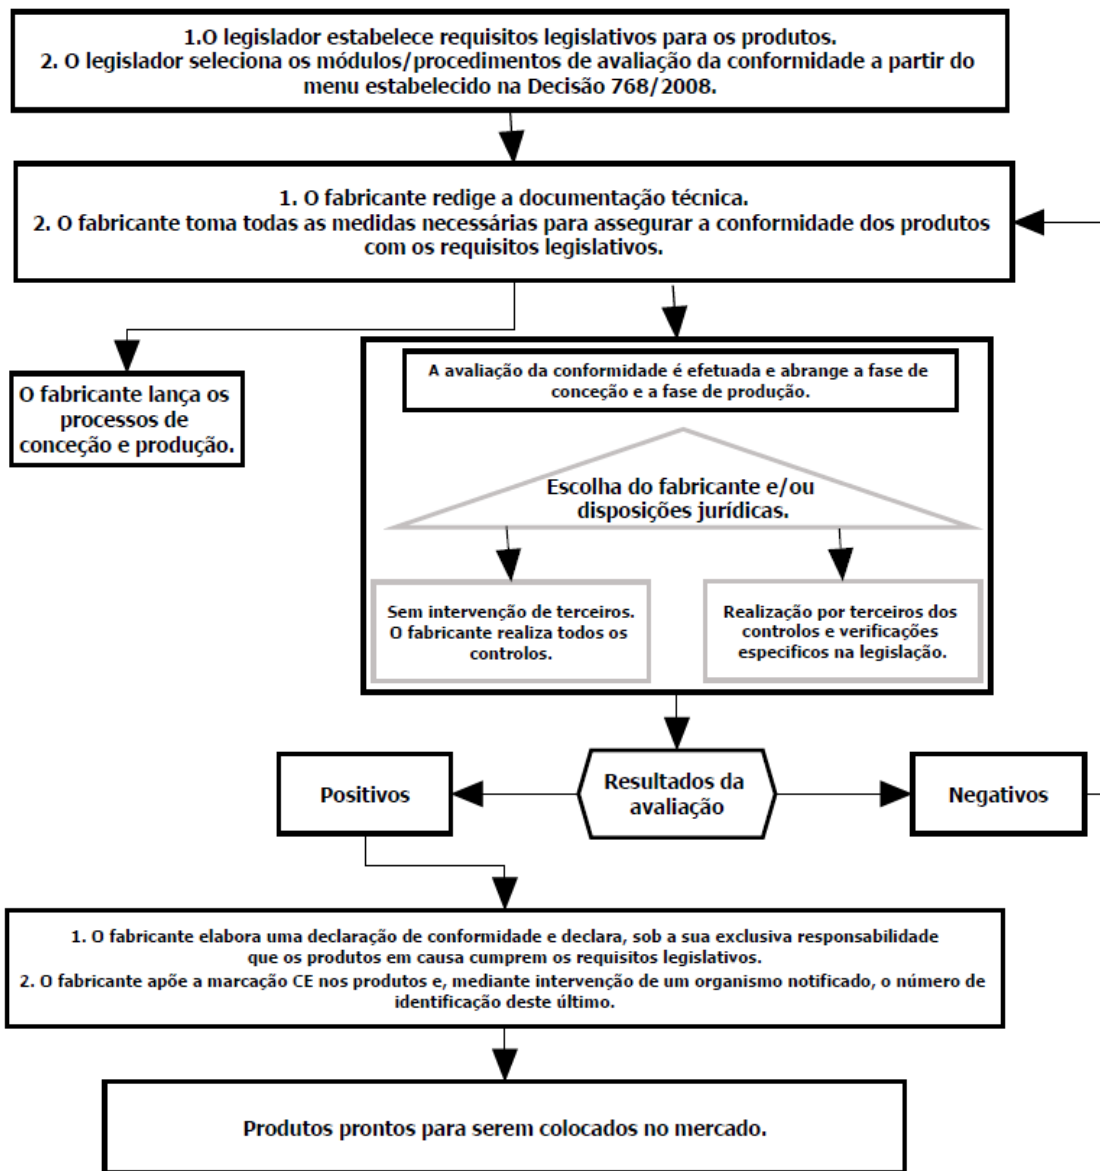 1.O legislador estabelece requisitos legislativos para os produtos.
2. O legislador seleciona os módulos/procedimentos de avaliação da conformidade a partir do
menu estabelecido na Decisão 768/2008.
1. O fabricante redige a documentação técnica.
2. O fabricante toma todas as medidas necessárias para assegurar a conformidade dos produtos
com os requisitos legislativos.
O fabricante lança os
processos de
conceção e produção.
A avaliação da conformidade é efetuada e abrange a fase de
conceção e a fase de produção.
Escolha do fabricante e/ou
disposições jurídicas.
Sem intervenção de terceiros.
O fabricante realiza todos os
controlos.
Realização por terceiros dos
controlos e verificações
especificos na legislação.
Resultados da
avaliação
Positivos
Negativos
1. O fabricante elabora uma declaração de conformidade e declara, sob a sua exclusiva responsabilidade
que os produtos em causa cumprem os requisitos legislativos.
2. O fabricante apõe a marcação CE nos produtos e, mediante intervenção de um organismo notificado, o número de
identificação deste último.
Produtos prontos para serem colocados no mercado.